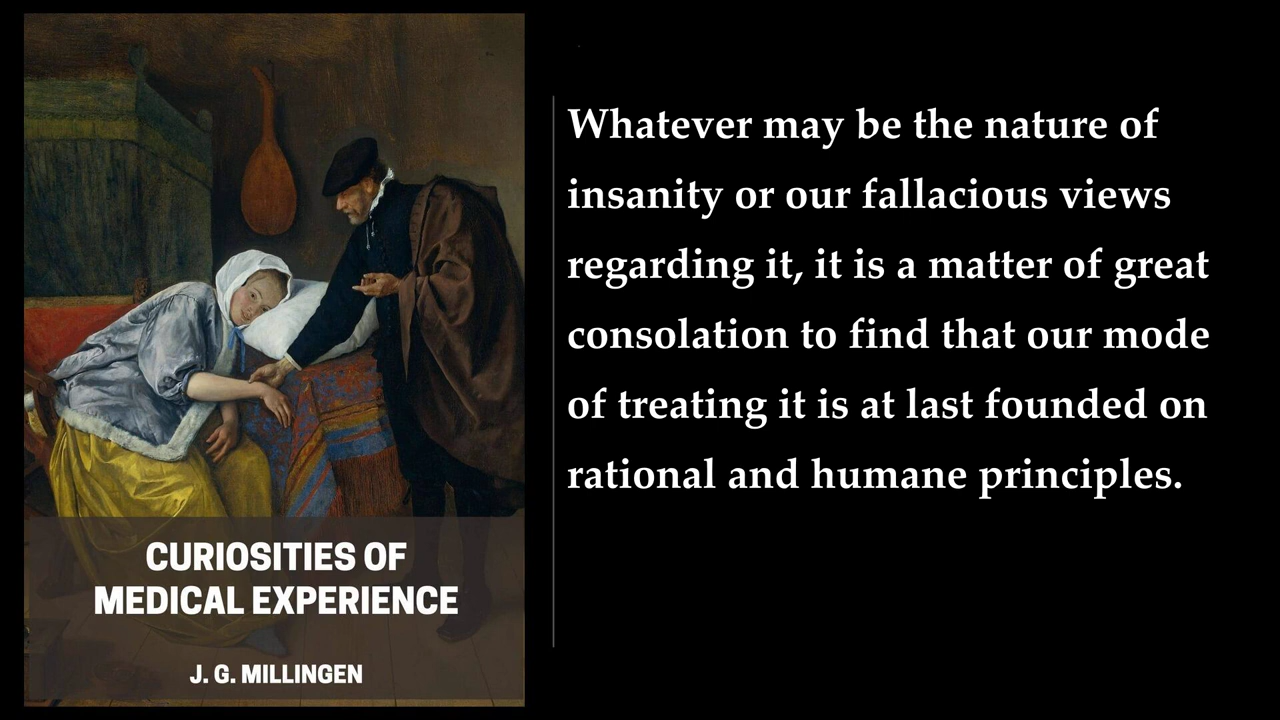 CURIOSITIES OF
MEDICAL EXPERIENCE
J. G. MILLINGEN
Whatever may be the nature of
insanity or our fallacious views
regarding it, it is a matter of great
consolation to find that our mode
of treating it is at last founded on
rational and humane principles.